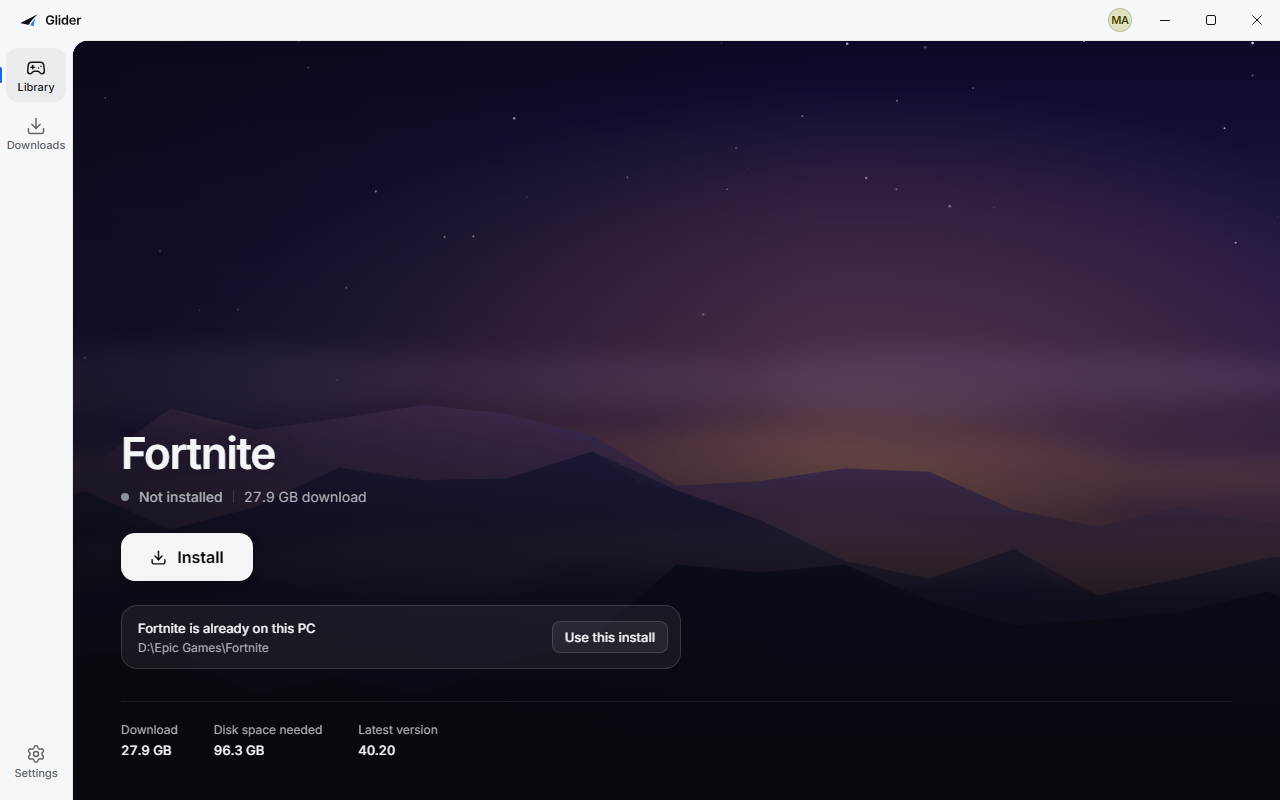 Glider
MA
Library
Downloads
Fortnite
Not installed
27.9 GB download
Install
Fortnite is already on this PC
D:\Epic Games\Fortnite
Use this install
Download
Disk space needed
Latest version
27.9 GB
96.3 GB
40.20
Settings